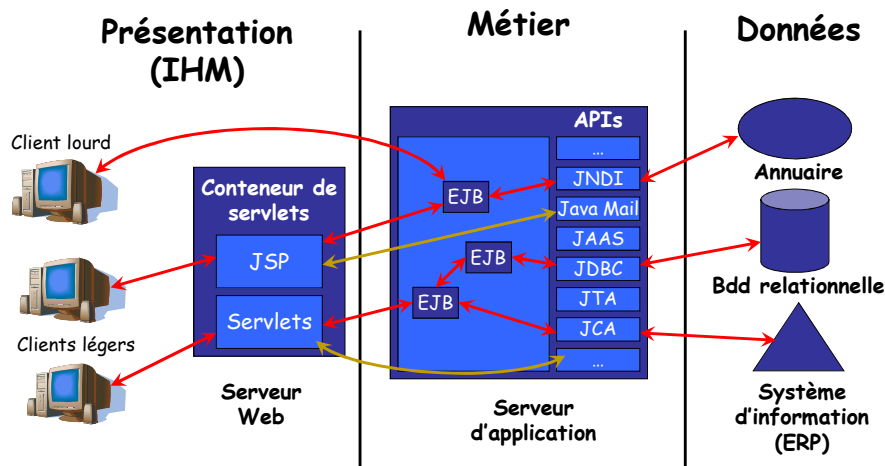 Présentation
(IHM)
Métier
Données
Client lourd
Clients légers
Conteneur de
servlets
JSP
Servlets
Serveur
Web
APIs
...
JNDI
Java Mail
JAAS
JDBC
JTA
JCA
...
EJB
EJB
EJB
Serveur
d'application
Annuaire
Bdd relationnelle
Système
d'information
(ERP)